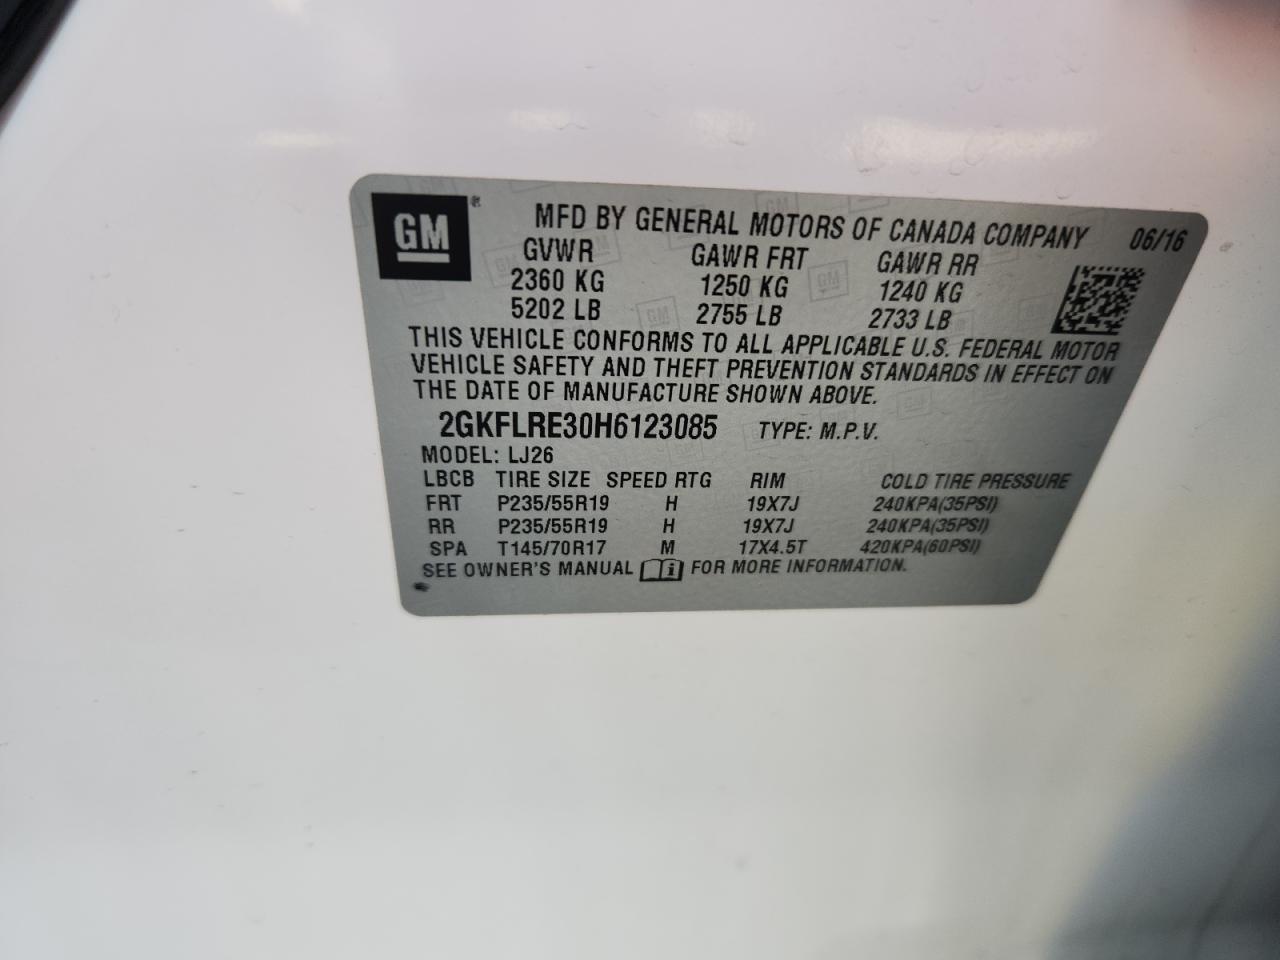 GM ®
MFD BY GENERAL MOTORS OF CANADA COMPANY 06/16
GVWR GAWR FRT GAWR RR
2360 KG 1250 KG 1240 KG
5202 LB 2755 LB 2733 LB
THIS VEHICLE CONFORMS TO ALL APPLICABLE U.S. FEDERAL MOTOR
VEHICLE SAFETY AND THEFT PREVENTION STANDARDS IN EFFECT ON
THE DATE OF MANUFACTURE SHOWN ABOVE.
2GKFLRE30H6123085 TYPE: M.P.V.
MODEL: LJ26
LBCB TIRE SIZE SPEED RTG RIM COLD TIRE PRESSURE
FRT P235/55R19 H 19X7J 240KPA(35PSI)
RR P235/55R19 H 19X7J 240KPA(35PSI)
SPA T145/70R17 M 17X4.5T 420KPA(60PSI)
SEE OWNER'S MANUAL i FOR MORE INFORMATION.